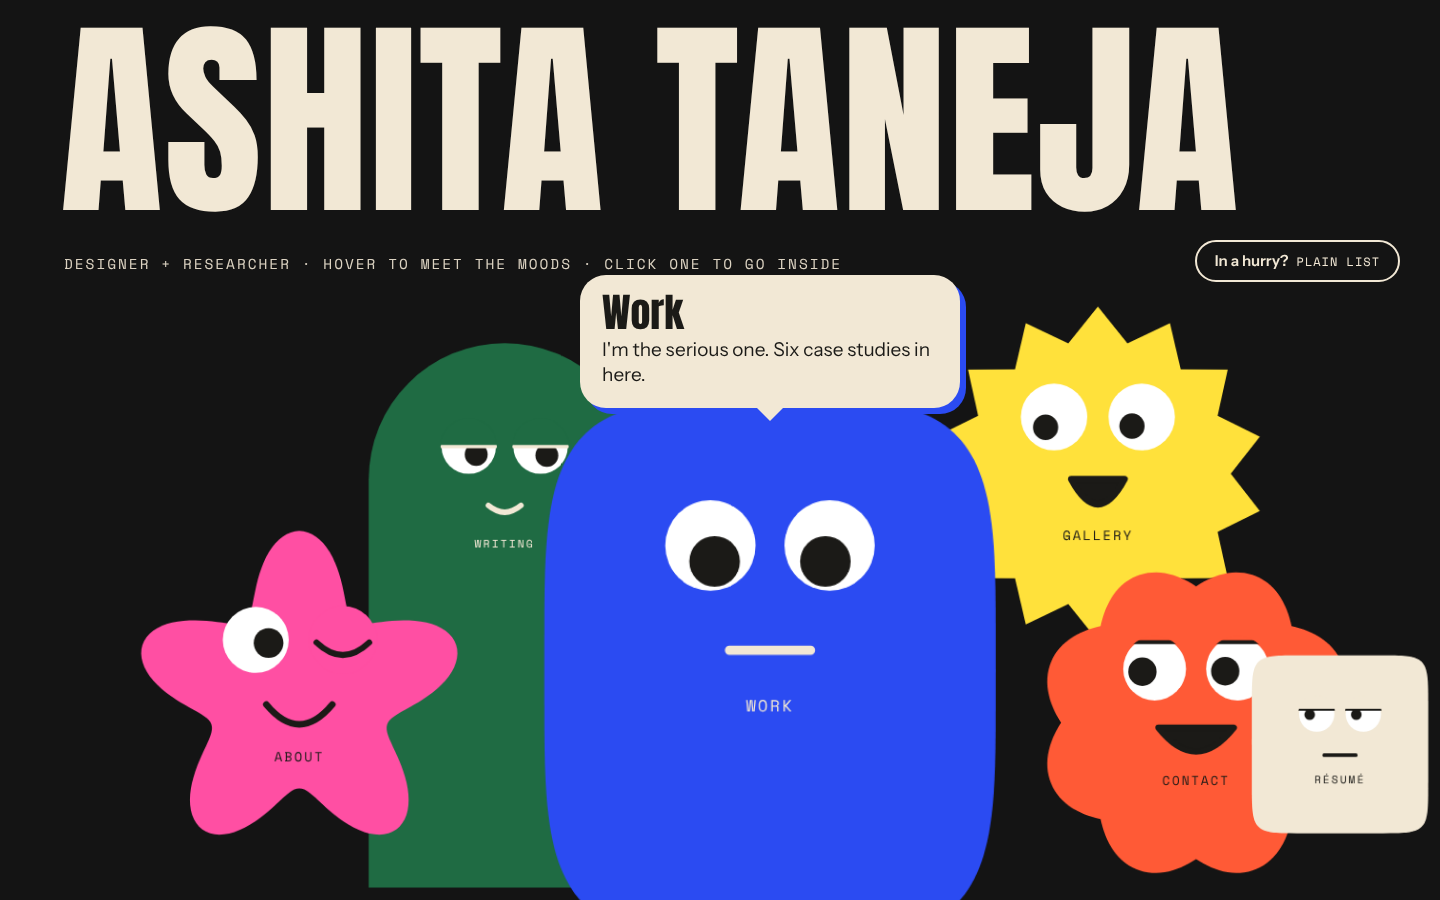 ASHITA TANEJA
DESIGNER + RESEARCHER · HOVER TO MEET THE MOODS · CLICK ONE TO GO INSIDE
In a hurry? PLAIN LIST
Work
I'm the serious one. Six case studies in
here.
WRITING
GALLERY
WORK
ABOUT
CONTACT
RÉSUMÉ